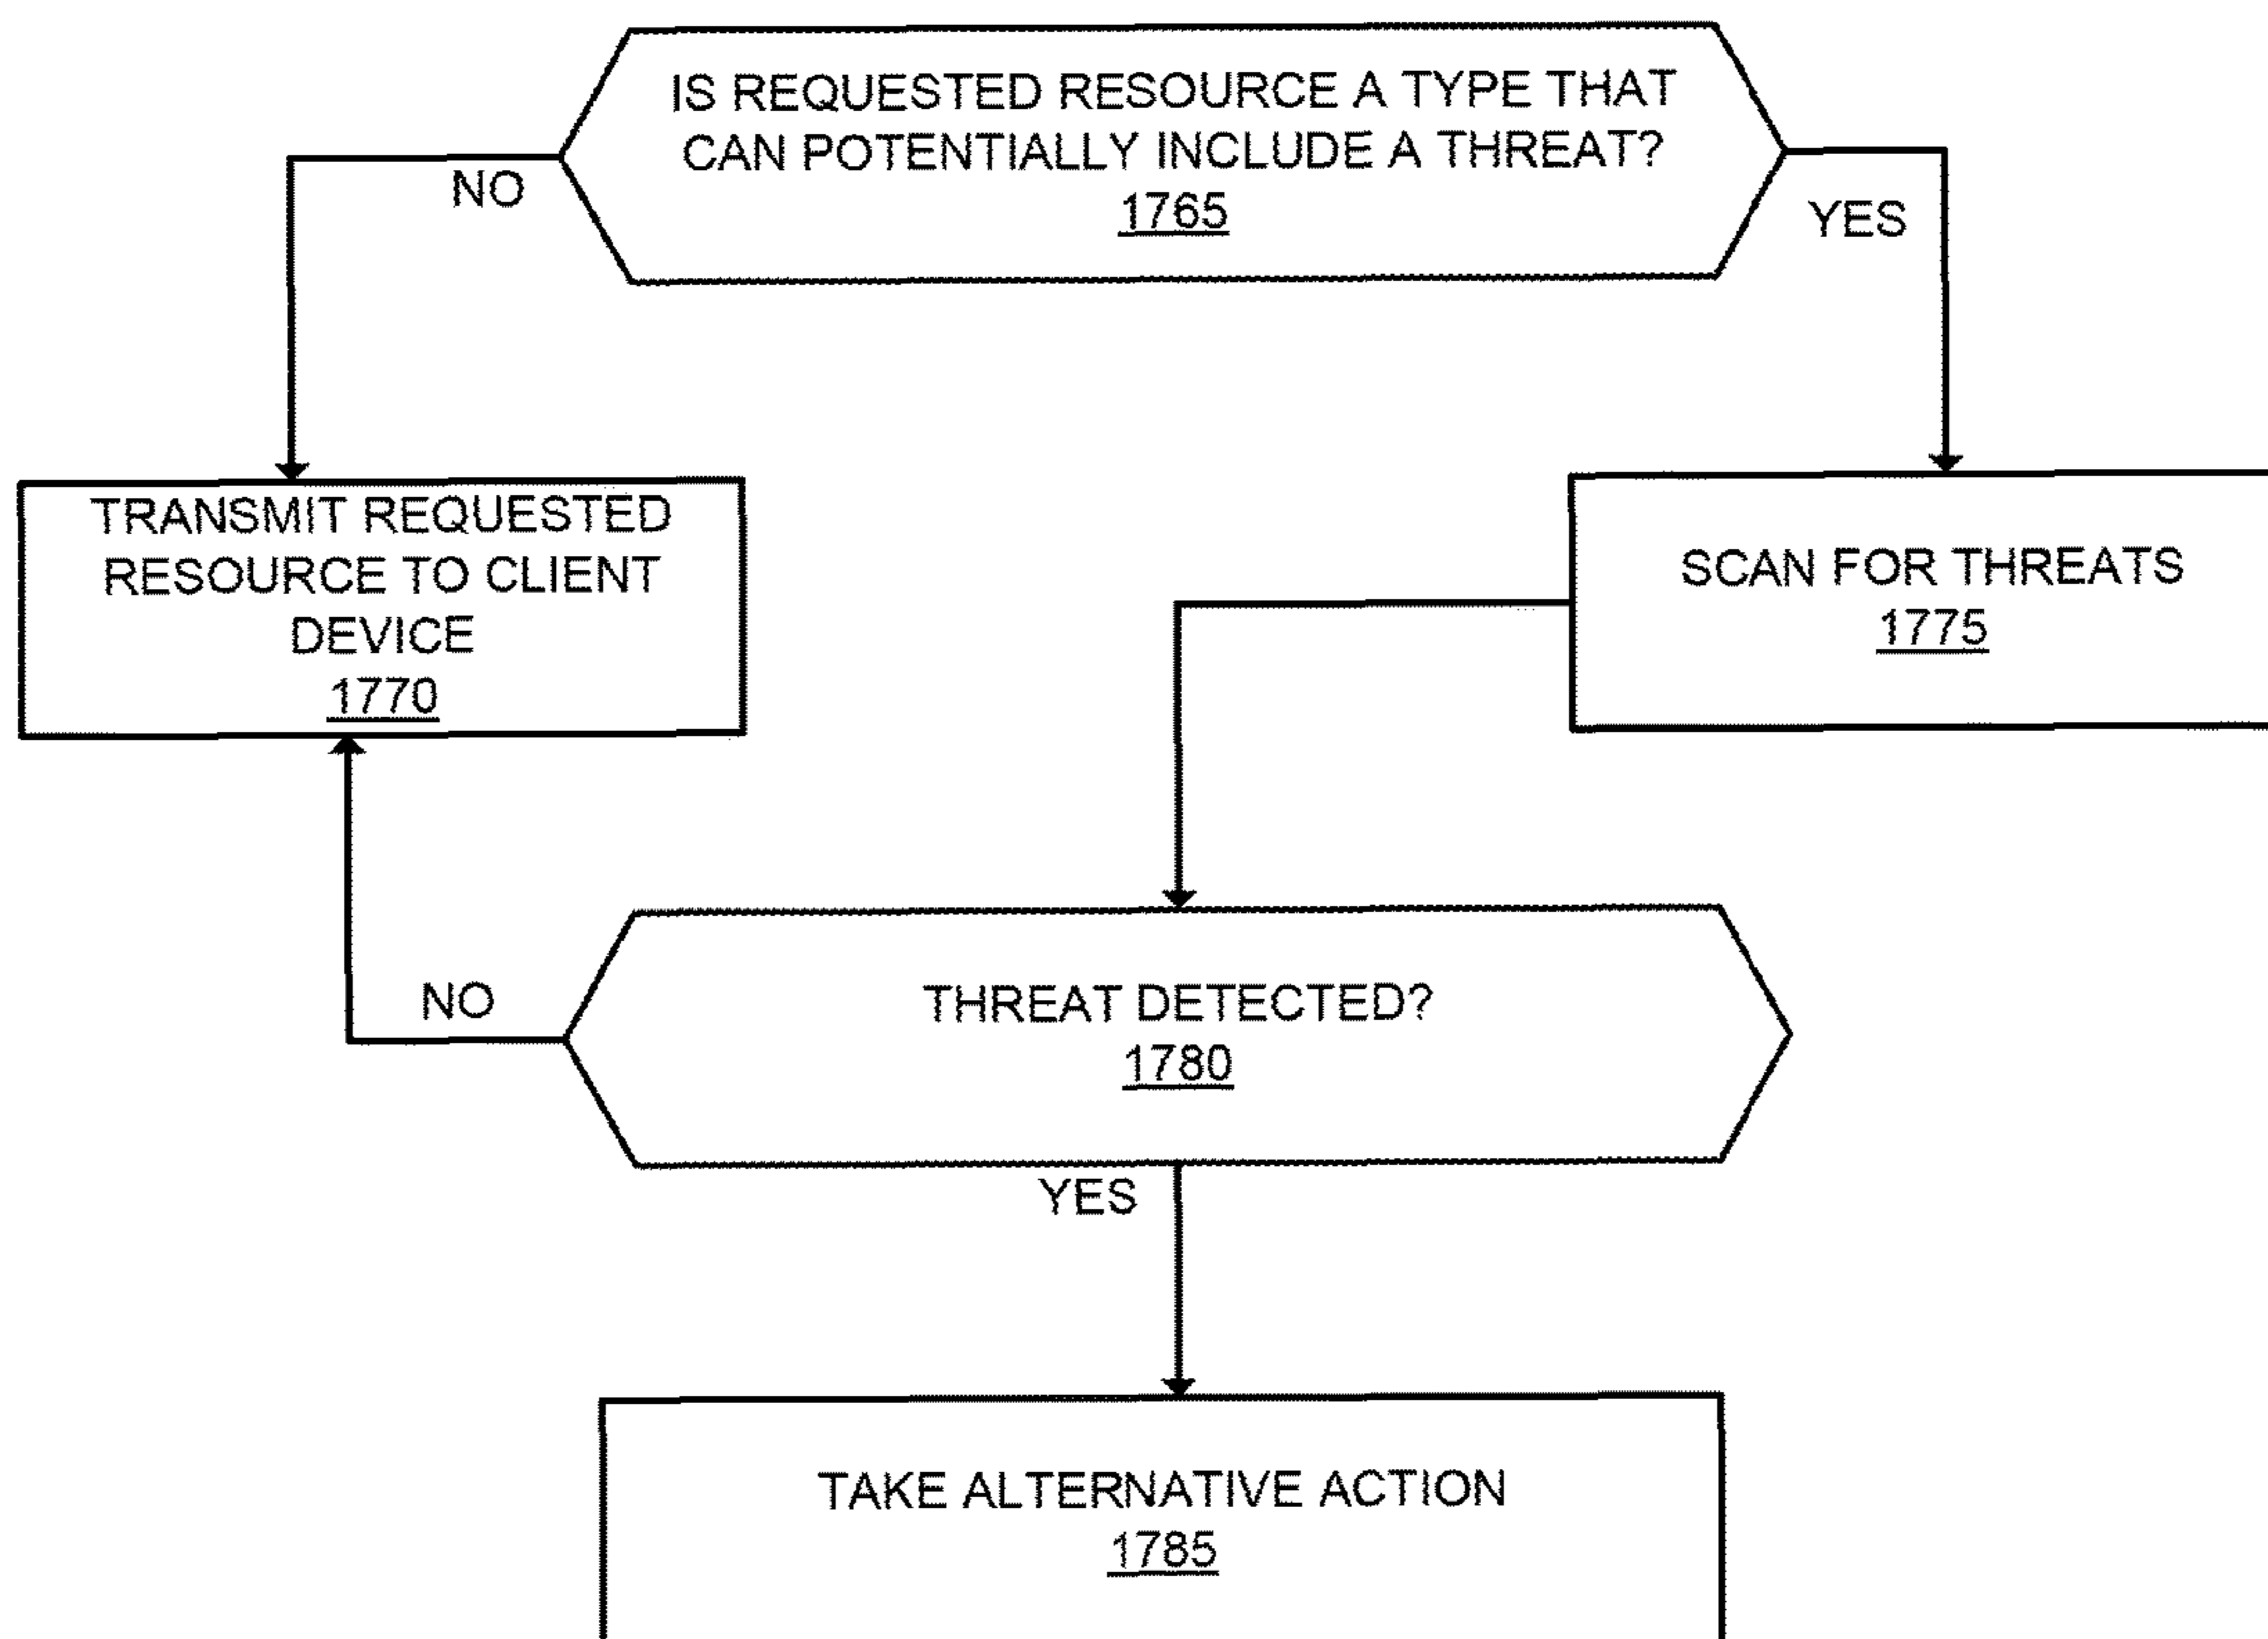 IS REQUESTED RESOURCE A TYPE THAT
CAN POTENTIALLY INCLUDE A THREAT?
1765
NO
YES
TRANSMIT REQUESTED
RESOURCE TO CLIENT
DEVICE
1770
SCAN FOR THREATS
1775
NO
THREAT DETECTED?
1780
YES
TAKE ALTERNATIVE ACTION
1785